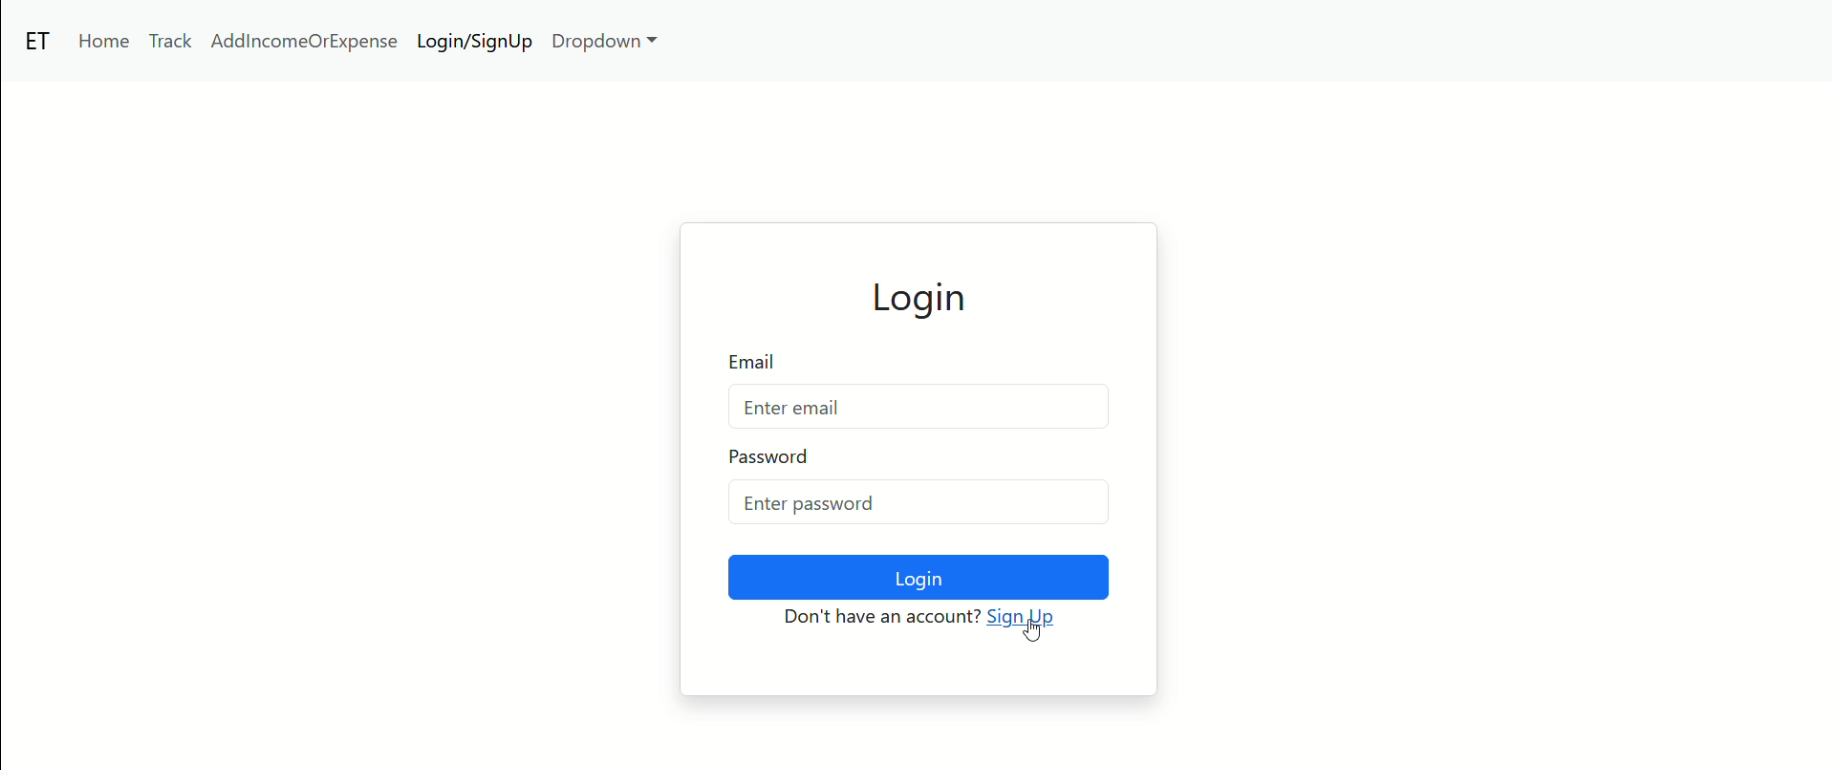 ET Home Track AddIncomeOrExpense Login/SignUp Dropdown
Login
Email
Enter email
Password
Enter password
Login
Don't have an account? Sign Up